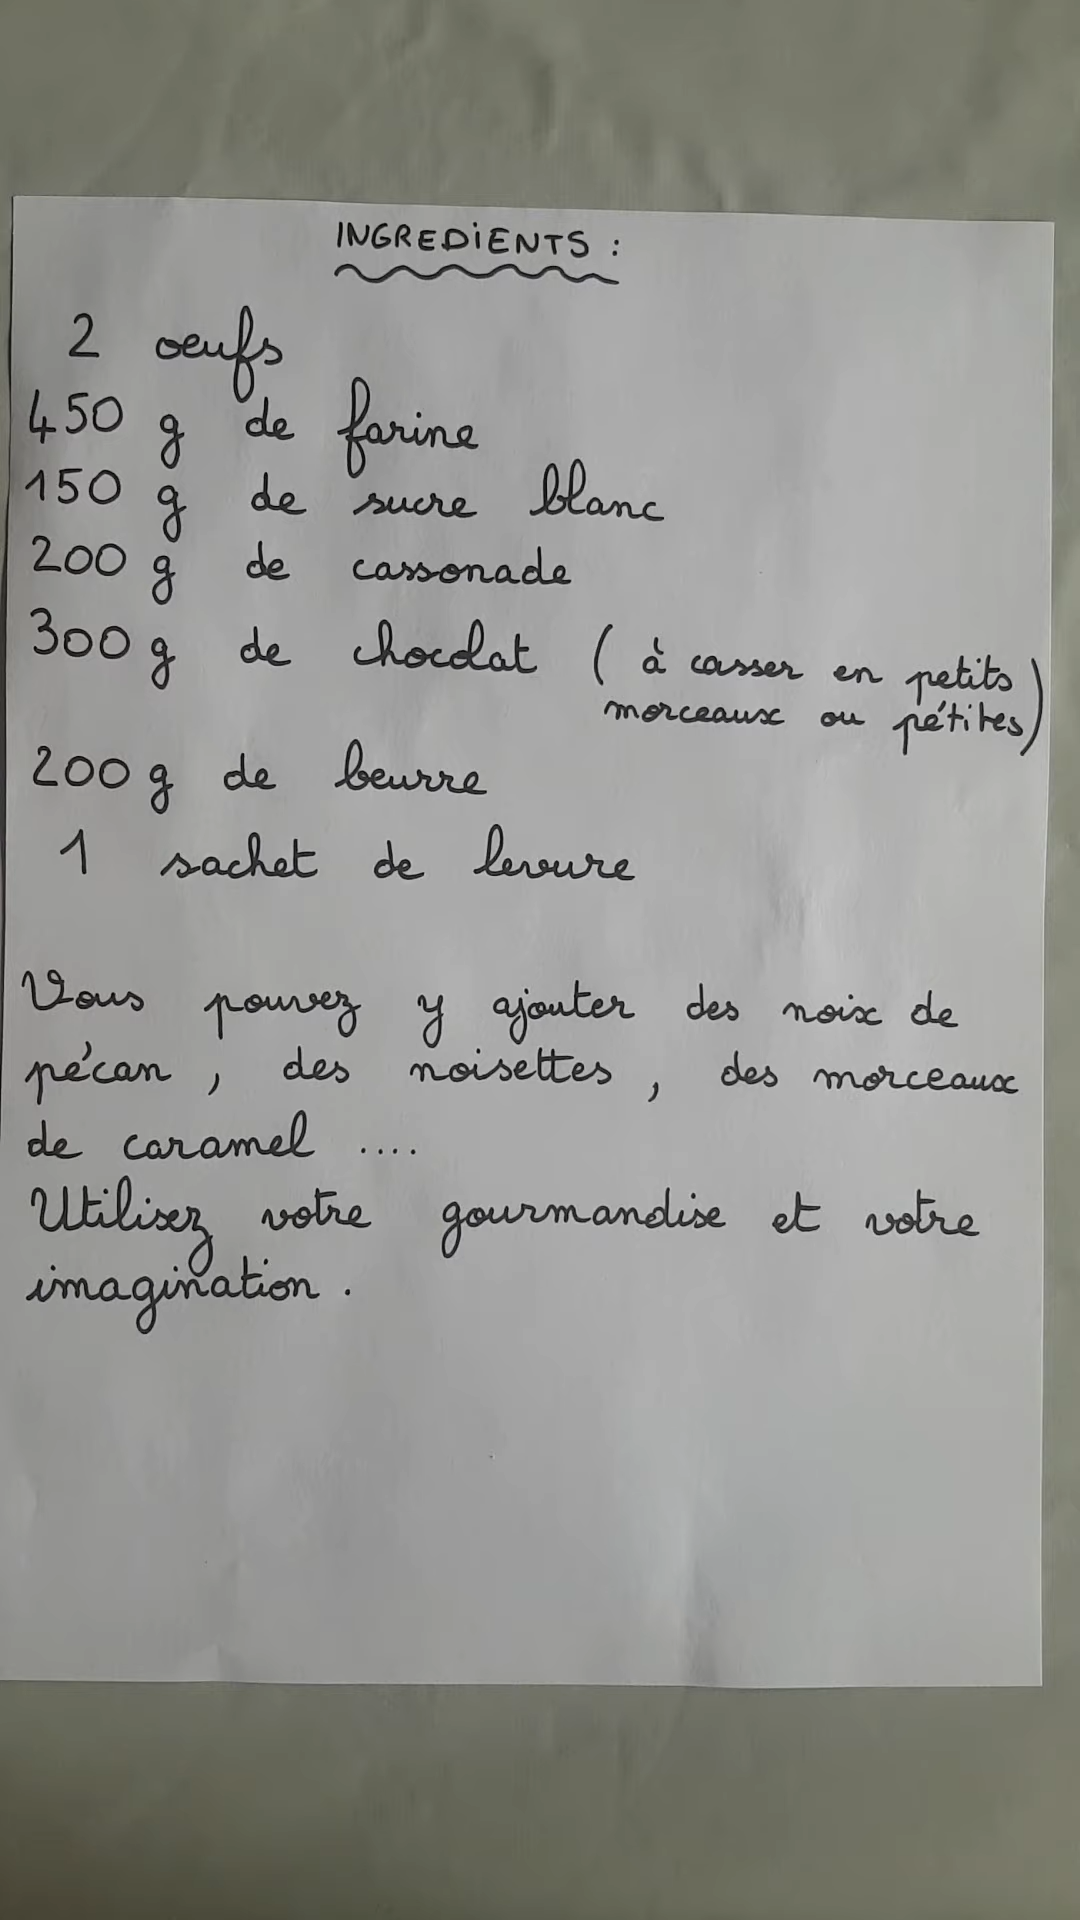 INGREDIENTS :
2 oeufs
450 g de farine
150 g de sucre blanc
200 g de cassonade
300 g de chocolat ( à casser en petits
morceaux ou pétites)
200 g de beurre
1 sachet de levure
Vous pouvez y ajouter des noix de
pécan , des noisettes , des morceaux
de caramel ....
Utilisez votre gourmandise et votre
imagination .